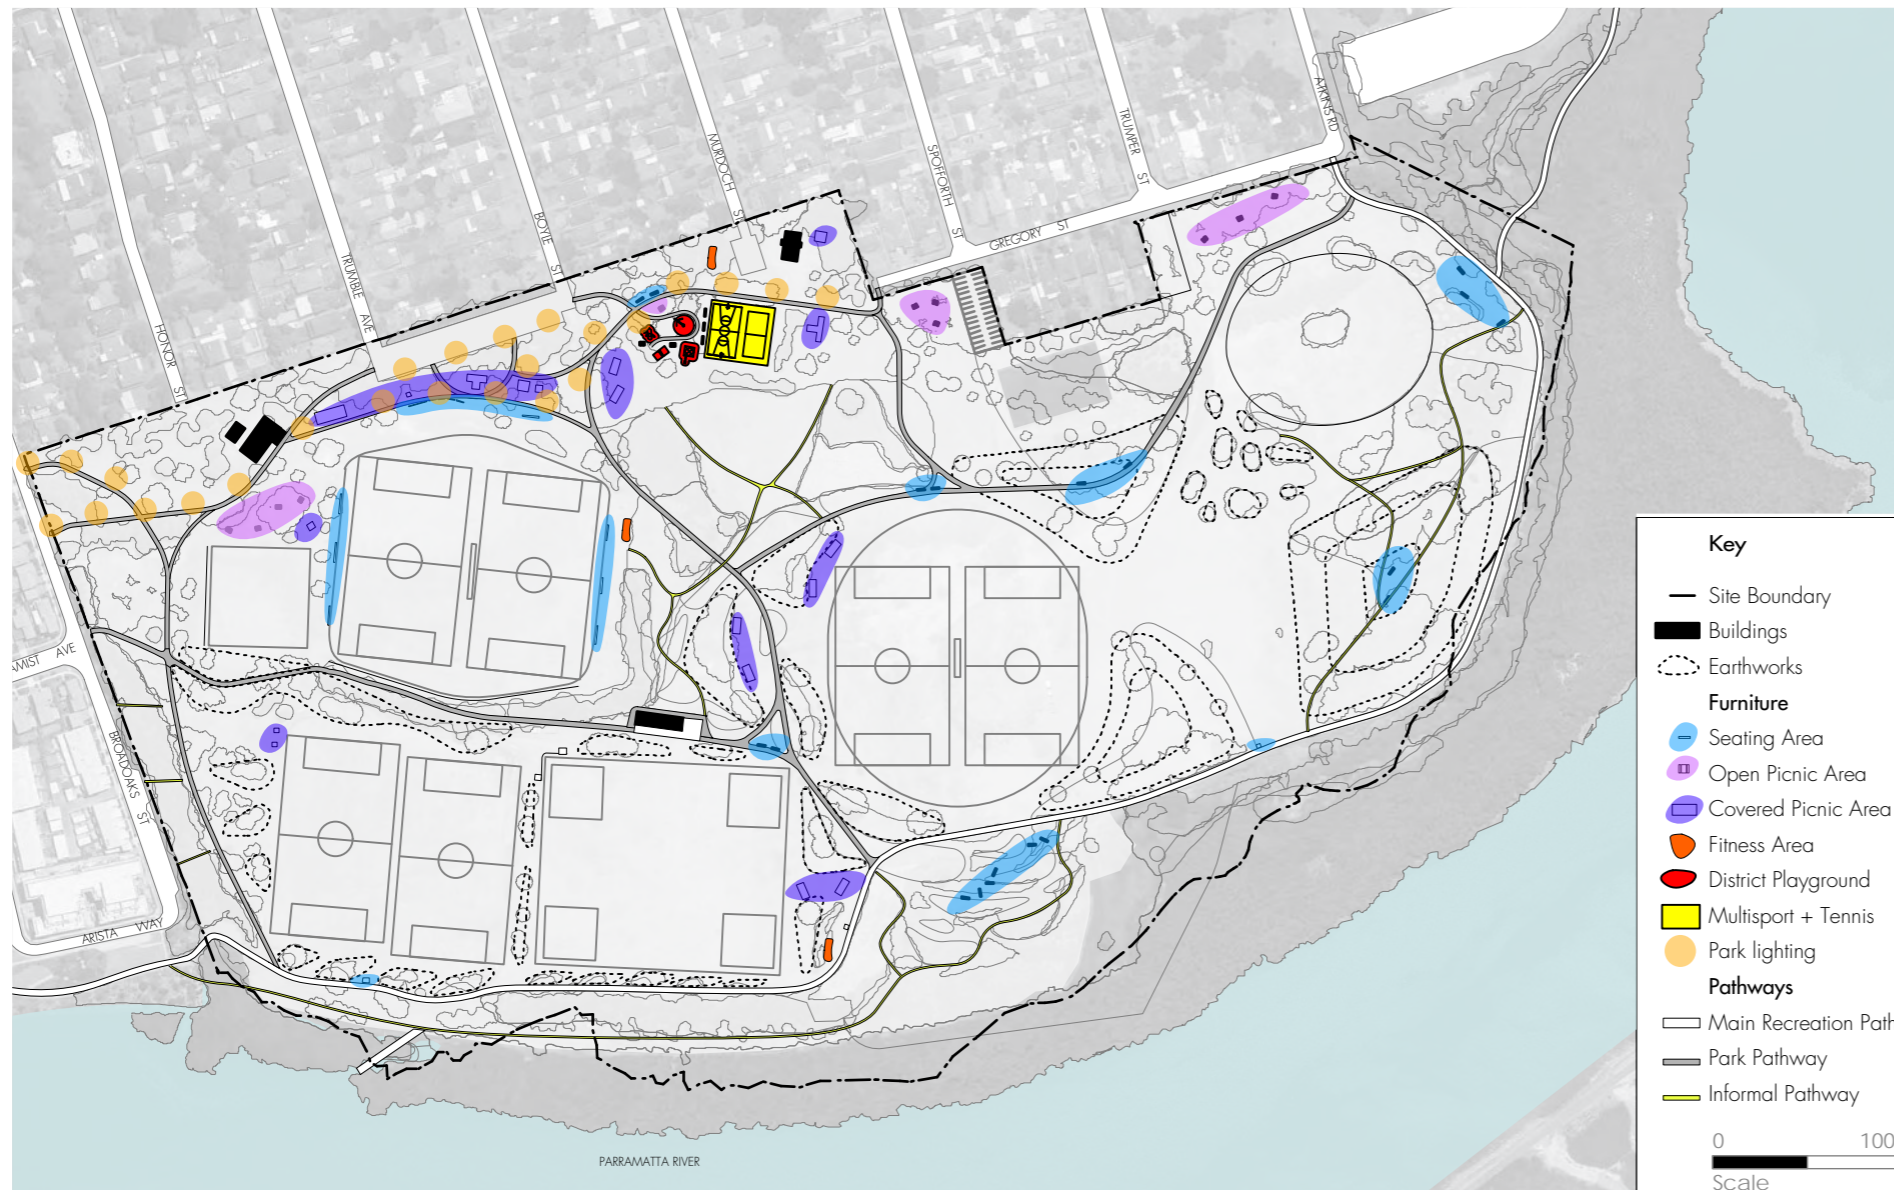 ATKINS RD
TRUMPER
ST
SPOFFORTH
ST
GREGORY ST
MURDOCH
ST
BOYLE
ST
TRUMBLE AVE
HONOR ST
AMIST AVE
BROADOAKS ST
ARISTA WAY
PARRAMATTA RIVER
Key
Site Boundary
Buildings
Earthworks
Furniture
Seating Area
Open Picnic Area
Covered Picnic Area
Fitness Area
District Playground
Multisport + Tennis
Park lighting
Pathways
Main Recreation Path
Park Pathway
Informal Pathway
0 100
Scale